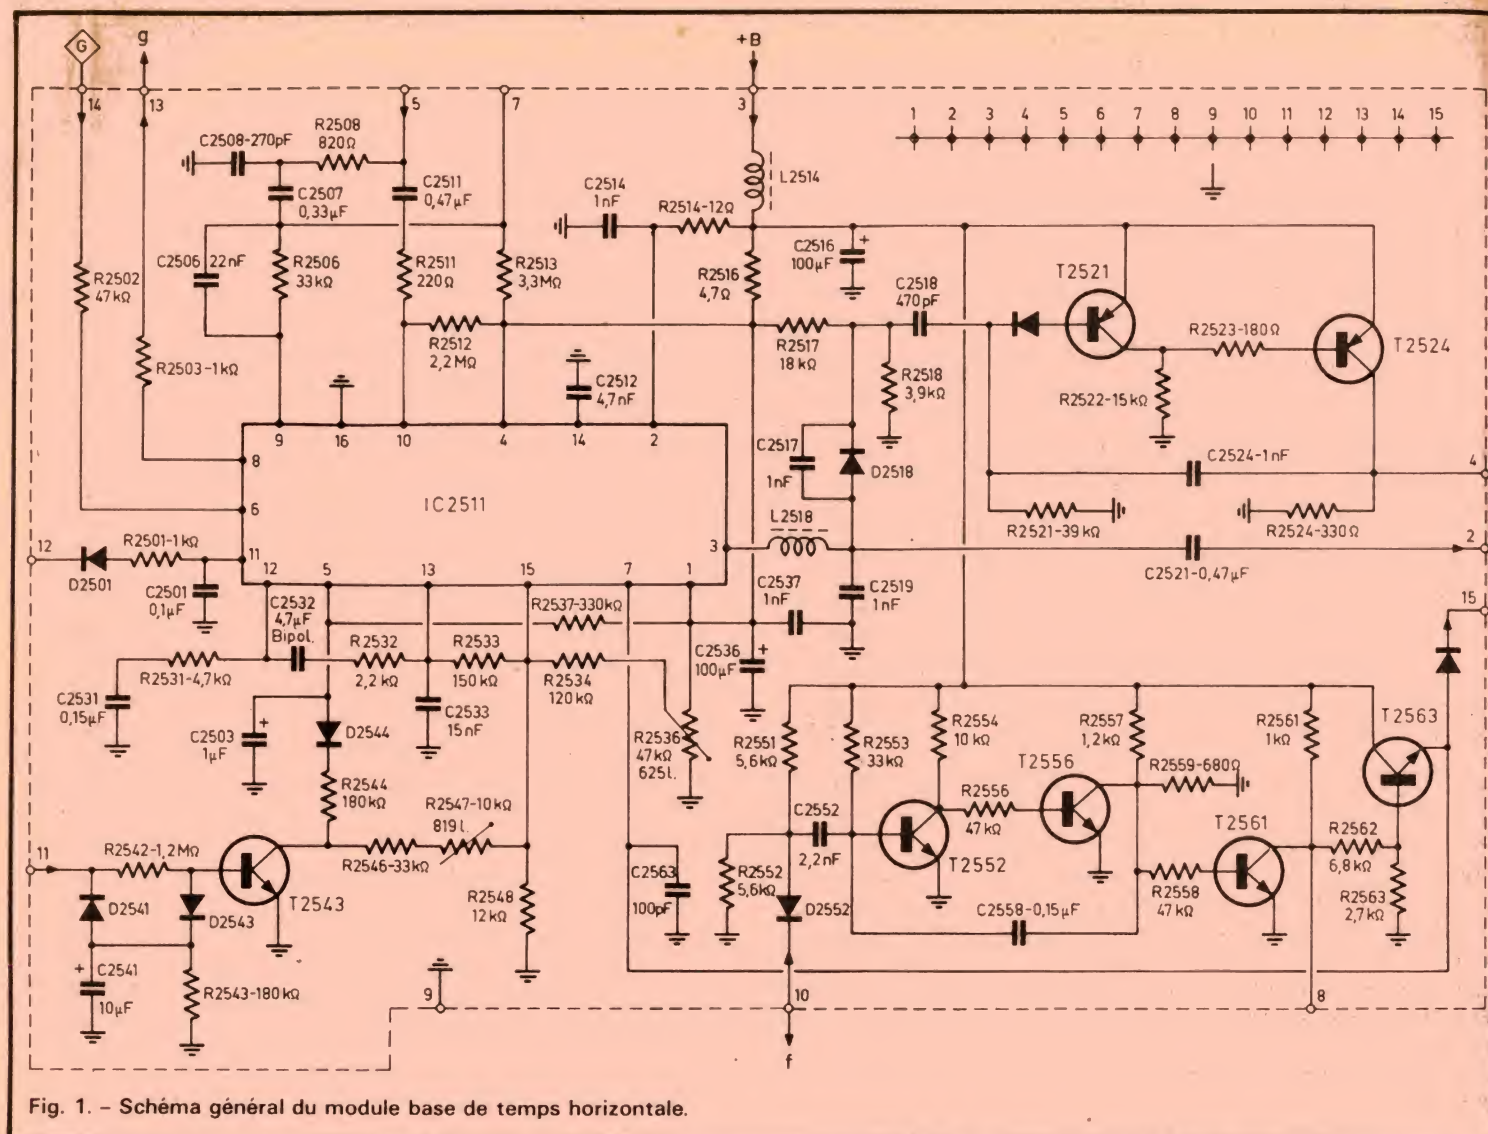 G
g
+B
14
13
5
7
3
1 2 3 4 5 6 7 8 9 10 11 12 13 14 15
C2508-270pF
R2508
820Ω
C2507
0,33µF
C2511
0,47µF
C2514
1nF
R2514-12Ω
L2514
C2516
100µF
+
R2502
47kΩ
C2506 22nF
R2506
33kΩ
R2511
220Ω
R2513
3,3MΩ
R2516
4,7Ω
C2518
470pF
T2521
R2523-180Ω
T2524
R2503-1kΩ
R2512
2,2MΩ
R2517
18kΩ
R2518
3,9kΩ
R2522-15kΩ
C2512
4,7nF
9
16
10
4
14
2
8
6
11
IC2511
3
C2517
1nF
D2518
L2518
C2524-1nF
4
R2521-39kΩ
R2524-330Ω
2
C2521-0,47µF
12
D2501
R2501-1kΩ
C2501
0,1µF
12
5
13
15
7
1
C2532
4,7µF
Bipol.
R2537-330kΩ
C2537
1nF
C2519
1nF
15
R2531-4,7kΩ
R2532
2,2kΩ
R2533
150kΩ
R2534
120kΩ
C2536
100µF
+
C2531
0,15µF
C2503
1µF
+
D2544
C2533
15nF
R2536
47kΩ
625l.
R2551
5,6kΩ
R2553
33kΩ
R2554
10kΩ
R2557
1,2kΩ
R2561
1kΩ
T2563
R2544
180kΩ
R2547-10kΩ
819l.
R2546-33kΩ
T2556
R2559-680Ω
R2556
47kΩ
C2552
2,2nF
T2552
T2561
R2562
6,8kΩ
11
R2542-1,2MΩ
T2543
D2541
D2543
R2548
12kΩ
C2563
100pF
R2552
5,6kΩ
D2552
C2558-0,15µF
R2558
47kΩ
R2563
2,7kΩ
+
C2541
10µF
R2543-180kΩ
9
10
8
f
Fig. 1. – Schéma général du module base de temps horizontale.